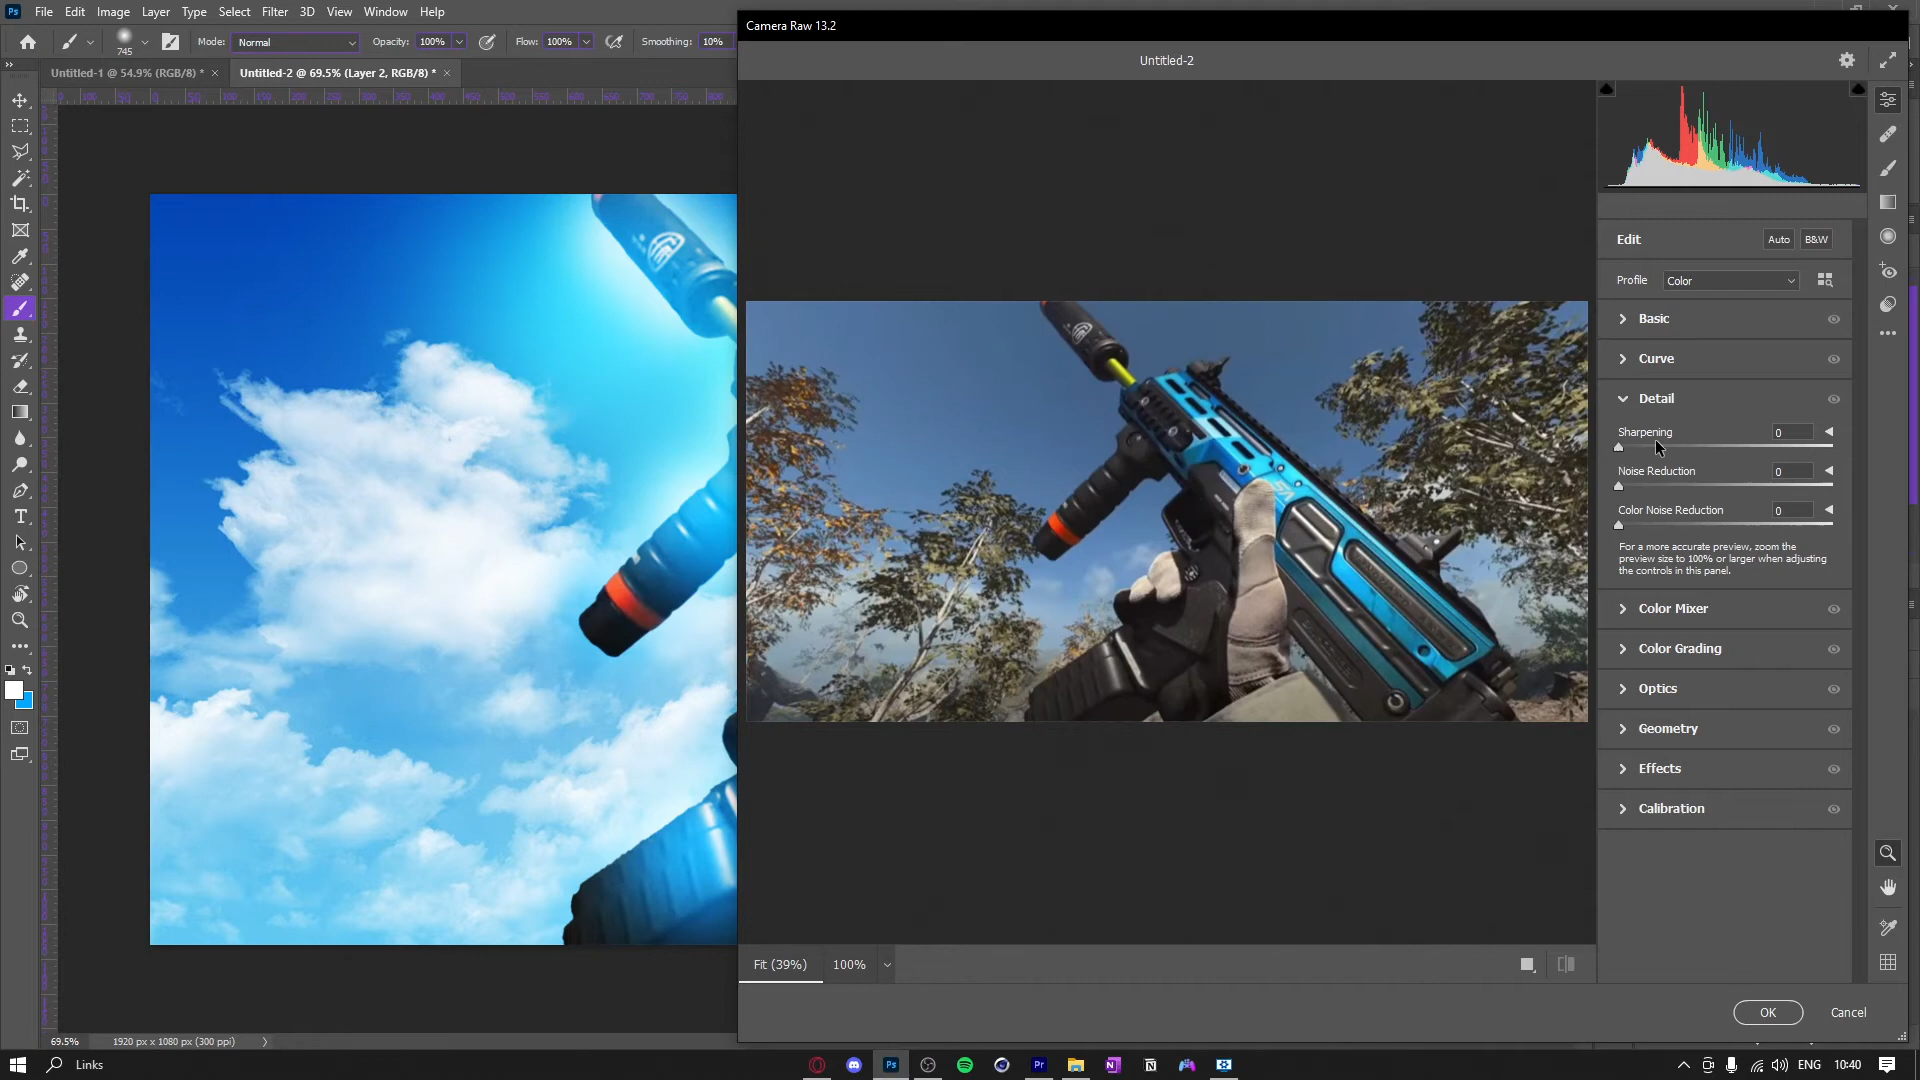 Ps File Edit Image Layer Type Select Filter 3D View Window Help
Camera Raw 13.2
745 Mode: Normal Opacity: 100% Flow: 100% Smoothing: 10%
Untitled-2
Untitled-1 @ 54.9% (RGB/8) * × Untitled-2 @ 69.5% (Layer 2, RGB/8) * ×
Edit Auto B&W
Profile Color
Basic
Curve
Detail
Sharpening 0
Noise Reduction 0
Color Noise Reduction 0
For a more accurate preview, zoom the
preview size to 100% or larger when adjusting
the controls in this panel.
Color Mixer
Color Grading
Optics
Geometry
Effects
Calibration
Fit (39%) 100%
OK Cancel
69.5% 1920 px x 1080 px (300 ppi)
Links Ps Pr N ENG 10:40